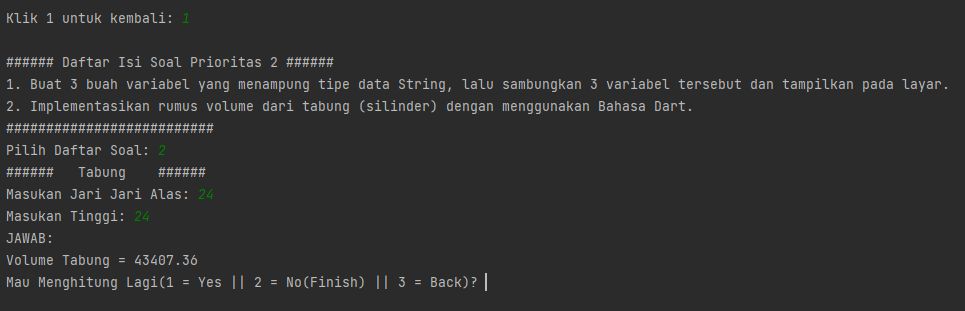 Klik 1 untuk kembali: 1
###### Daftar Isi Soal Prioritas 2 ######
1. Buat 3 buah variabel yang menampung tipe data String, lalu sambungkan 3 variabel tersebut dan tampilkan pada layar.
2. Implementasikan rumus volume dari tabung (silinder) dengan menggunakan Bahasa Dart.
##########################
Pilih Daftar Soal: 2
######   Tabung    ######
Masukan Jari Jari Alas: 24
Masukan Tinggi: 24
JAWAB:
Volume Tabung = 43407.36
Mau Menghitung Lagi(1 = Yes || 2 = No(Finish) || 3 = Back)?